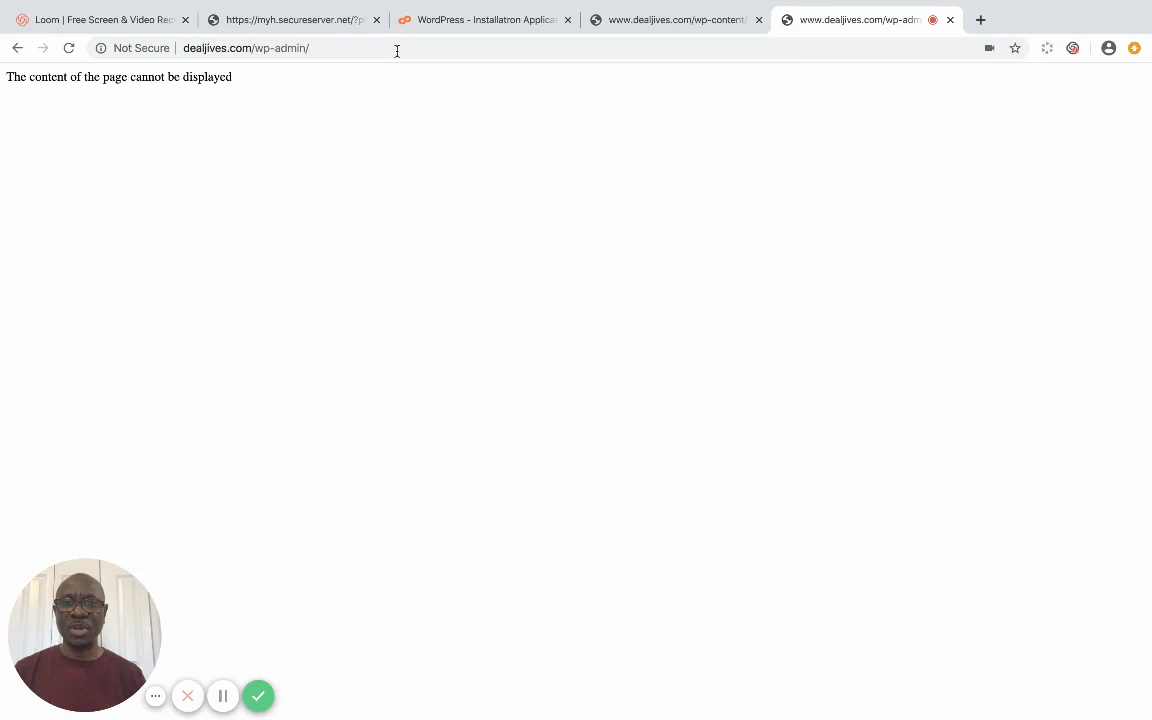 Loom | Free Screen & Video Rec
https://myh.secureserver.net/?pl
WordPress - Installatron Applica
www.dealjives.com/wp-content/
www.dealjives.com/wp-adm
Not Secure
dealjives.com/wp-admin/
The content of the page cannot be displayed